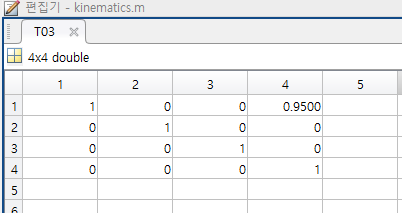 편집기 - kinematics.m
T03
4x4 double
1 2 3 4 5
1 1 0 0 0.9500
2 0 1 0 0
3 0 0 1 0
4 0 0 0 1
5
6